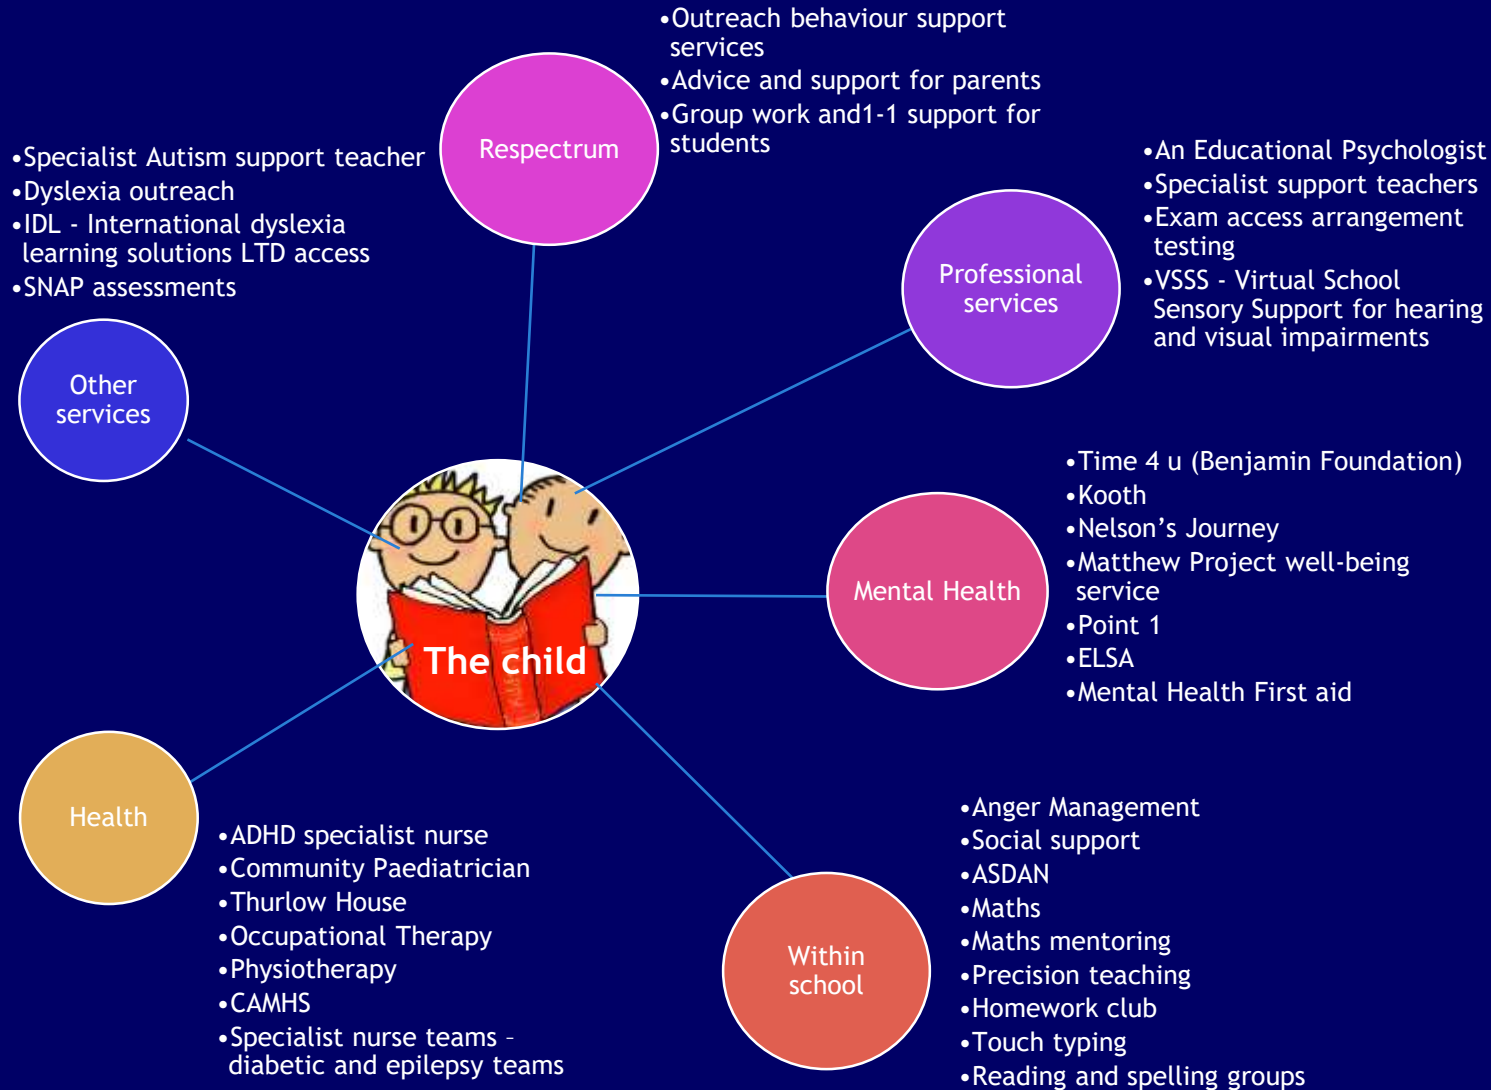 •Outreach behaviour support
services
•Advice and support for parents
•Group work and1-1 support for
students
Respectrum
•Specialist Autism support teacher
•Dyslexia outreach
•IDL - International dyslexia
learning solutions LTD access
•SNAP assessments
•An Educational Psychologist
•Specialist support teachers
•Exam access arrangement
testing
•VSSS - Virtual School
Sensory Support for hearing
and visual impairments
Professional
services
Other
services
•Time 4 u (Benjamin Foundation)
•Kooth
•Nelson’s Journey
•Matthew Project well-being
service
•Point 1
•ELSA
•Mental Health First aid
Mental Health
The child
Health
•ADHD specialist nurse
•Community Paediatrician
•Thurlow House
•Occupational Therapy
•Physiotherapy
•CAMHS
•Specialist nurse teams –
diabetic and epilepsy teams
Within
school
•Anger Management
•Social support
•ASDAN
•Maths
•Maths mentoring
•Precision teaching
•Homework club
•Touch typing
•Reading and spelling groups